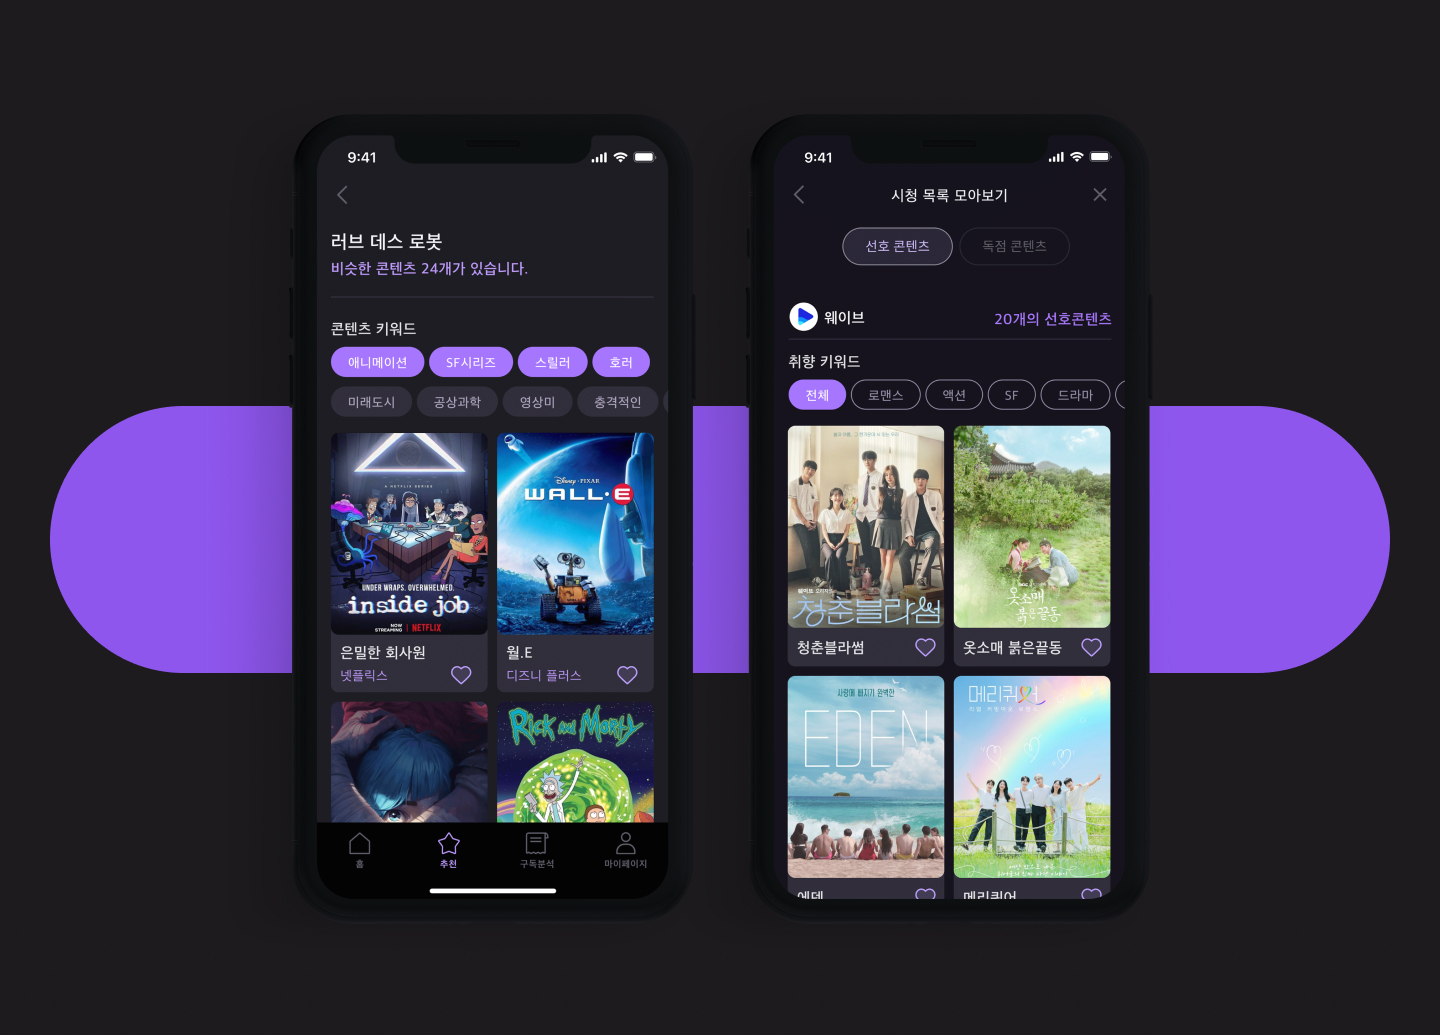 9:41
러브 데스 로봇
비슷한 콘텐츠 24개가 있습니다.
콘텐츠 키워드
애니메이션 SF시리즈 스릴러 호러
미래도시 공상과학 영상미 충격적인
A NETFLIX SERIES
UNDER WRAPS. OVERWHELMED.
inside job
NOW STREAMING | NETFLIX
은밀한 회사원
넷플릭스
Disney · PIXAR
WALL·E
월.E
디즈니 플러스
RICK AND MORTY
홈 추천 구독분석 마이페이지
9:41
시청 목록 모아보기
선호 콘텐츠 독점 콘텐츠
웨이브 20개의 선호콘텐츠
취향 키워드
전체 로맨스 액션 SF 드라마
웨이브 오리지널
청춘블라썸
청춘블라썸
옷소매
붉은끝동
옷소매 붉은끝동
사랑에 빠지기 완벽한
EDEN
에덴
메리퀴어
메리퀴어